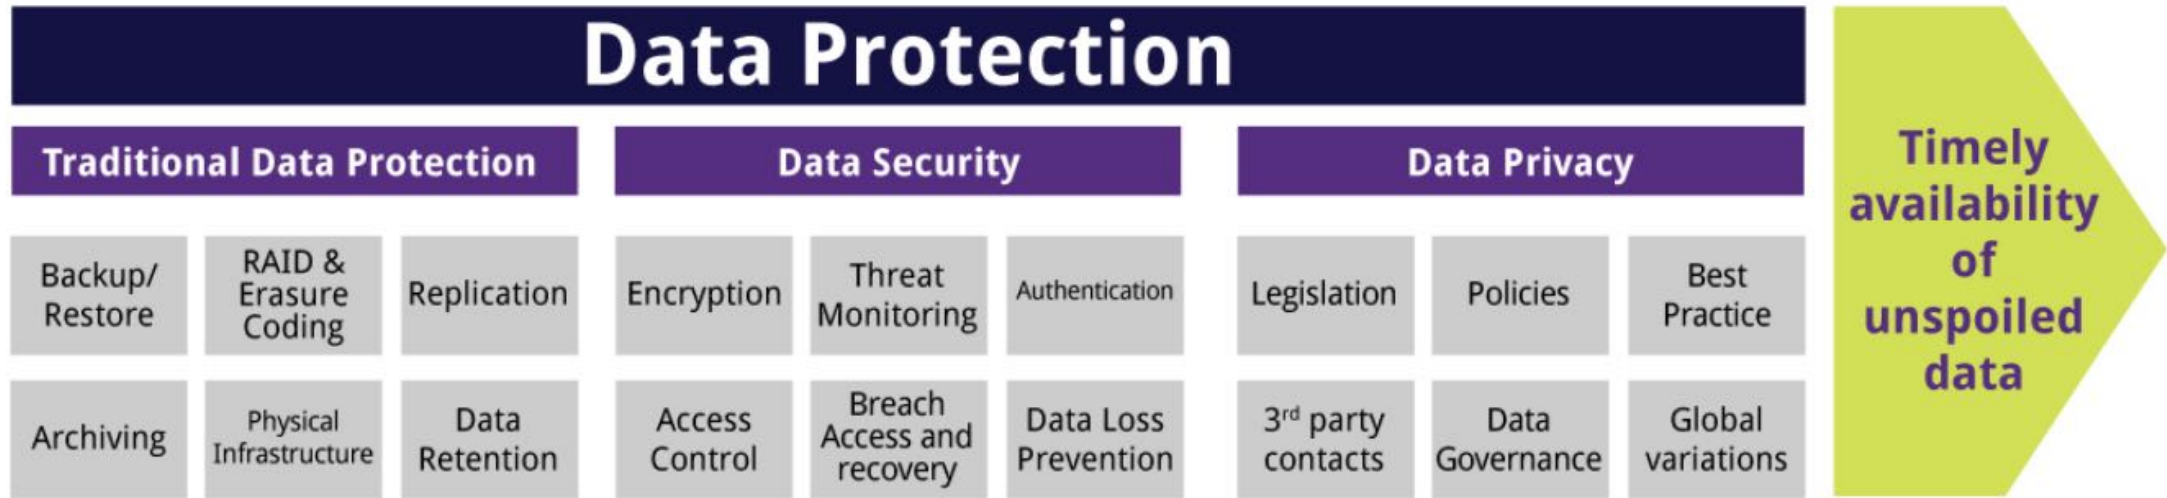 Data Protection
Traditional Data Protection
Data Security
Data Privacy
Backup/
Restore
RAID &
Erasure
Coding
Replication
Encryption
Threat
Monitoring
Authentication
Legislation
Policies
Best
Practice
Archiving
Physical
Infrastructure
Data
Retention
Access
Control
Breach
Access and
recovery
Data Loss
Prevention
3rd party
contacts
Data
Governance
Global
variations
Timely
availability
of
unspoiled
data